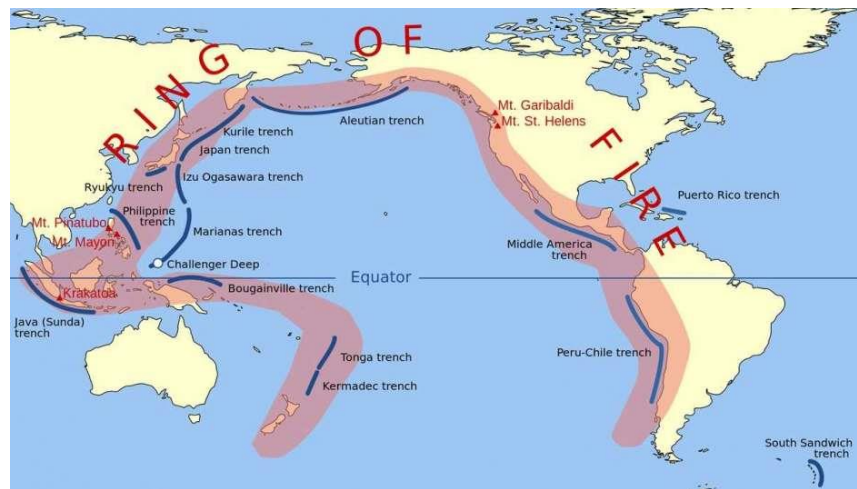 RING OF FIRE
Kurile trench
Aleutian trench
Japan trench
Izu Ogasawara trench
Ryukyu trench
Philippine
trench
Marianas trench
Challenger Deep
Bougainville trench
Equator
Mt. Pinatubo
Mt. Mayon
Krakatoa
Java (Sunda)
trench
Tonga trench
Kermadec trench
Mt. Garibaldi
Mt. St. Helens
Puerto Rico trench
Middle America
trench
Peru-Chile trench
South Sandwich
trench